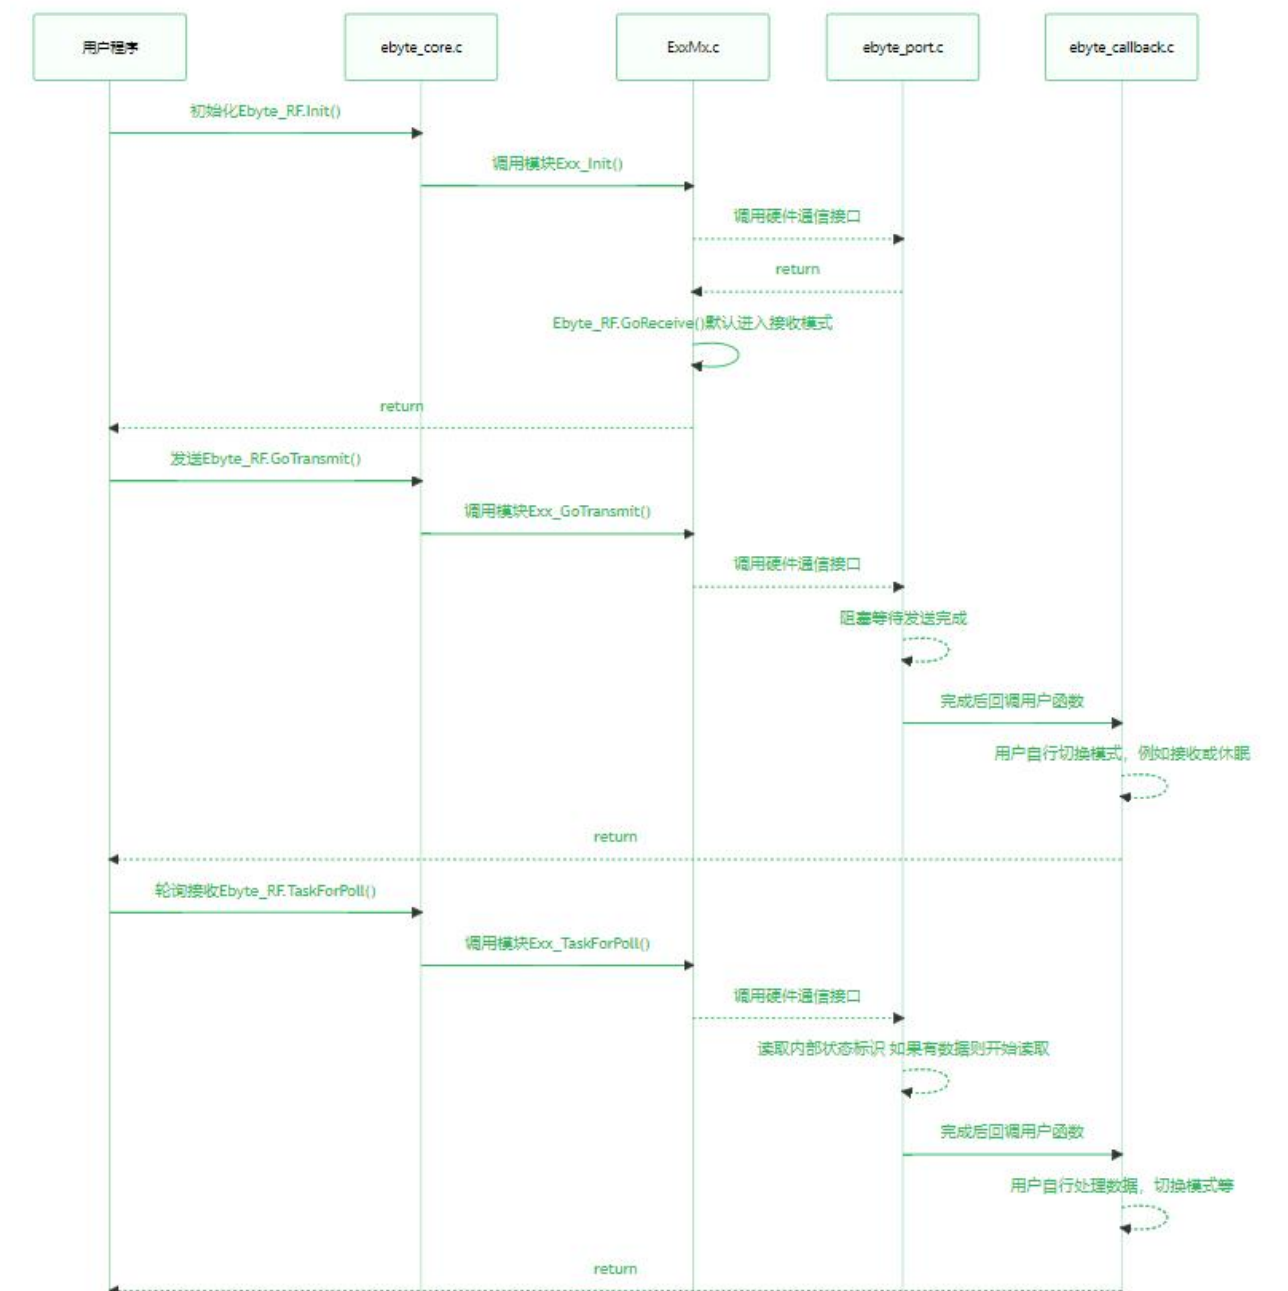 用户程序
ebyte_core.c
ExxMx.c
ebyte_port.c
ebyte_callback.c
初始化Ebyte_RF.Init()
调用模块Exx_Init()
调用硬件通信接口
return
Ebyte_RF.GoReceive()默认进入接收模式
return
发送Ebyte_RF.GoTransmit()
调用模块Exx_GoTransmit()
调用硬件通信接口
阻塞等待发送完成
完成后回调用户函数
用户自行切换模式，例如接收或休眠
return
轮询接收Ebyte_RF.TaskForPoll()
调用模块Exx_TaskForPoll()
调用硬件通信接口
读取内部状态标识 如果有数据则开始读取
完成后回调用户函数
用户自行处理数据，切换模式等
return